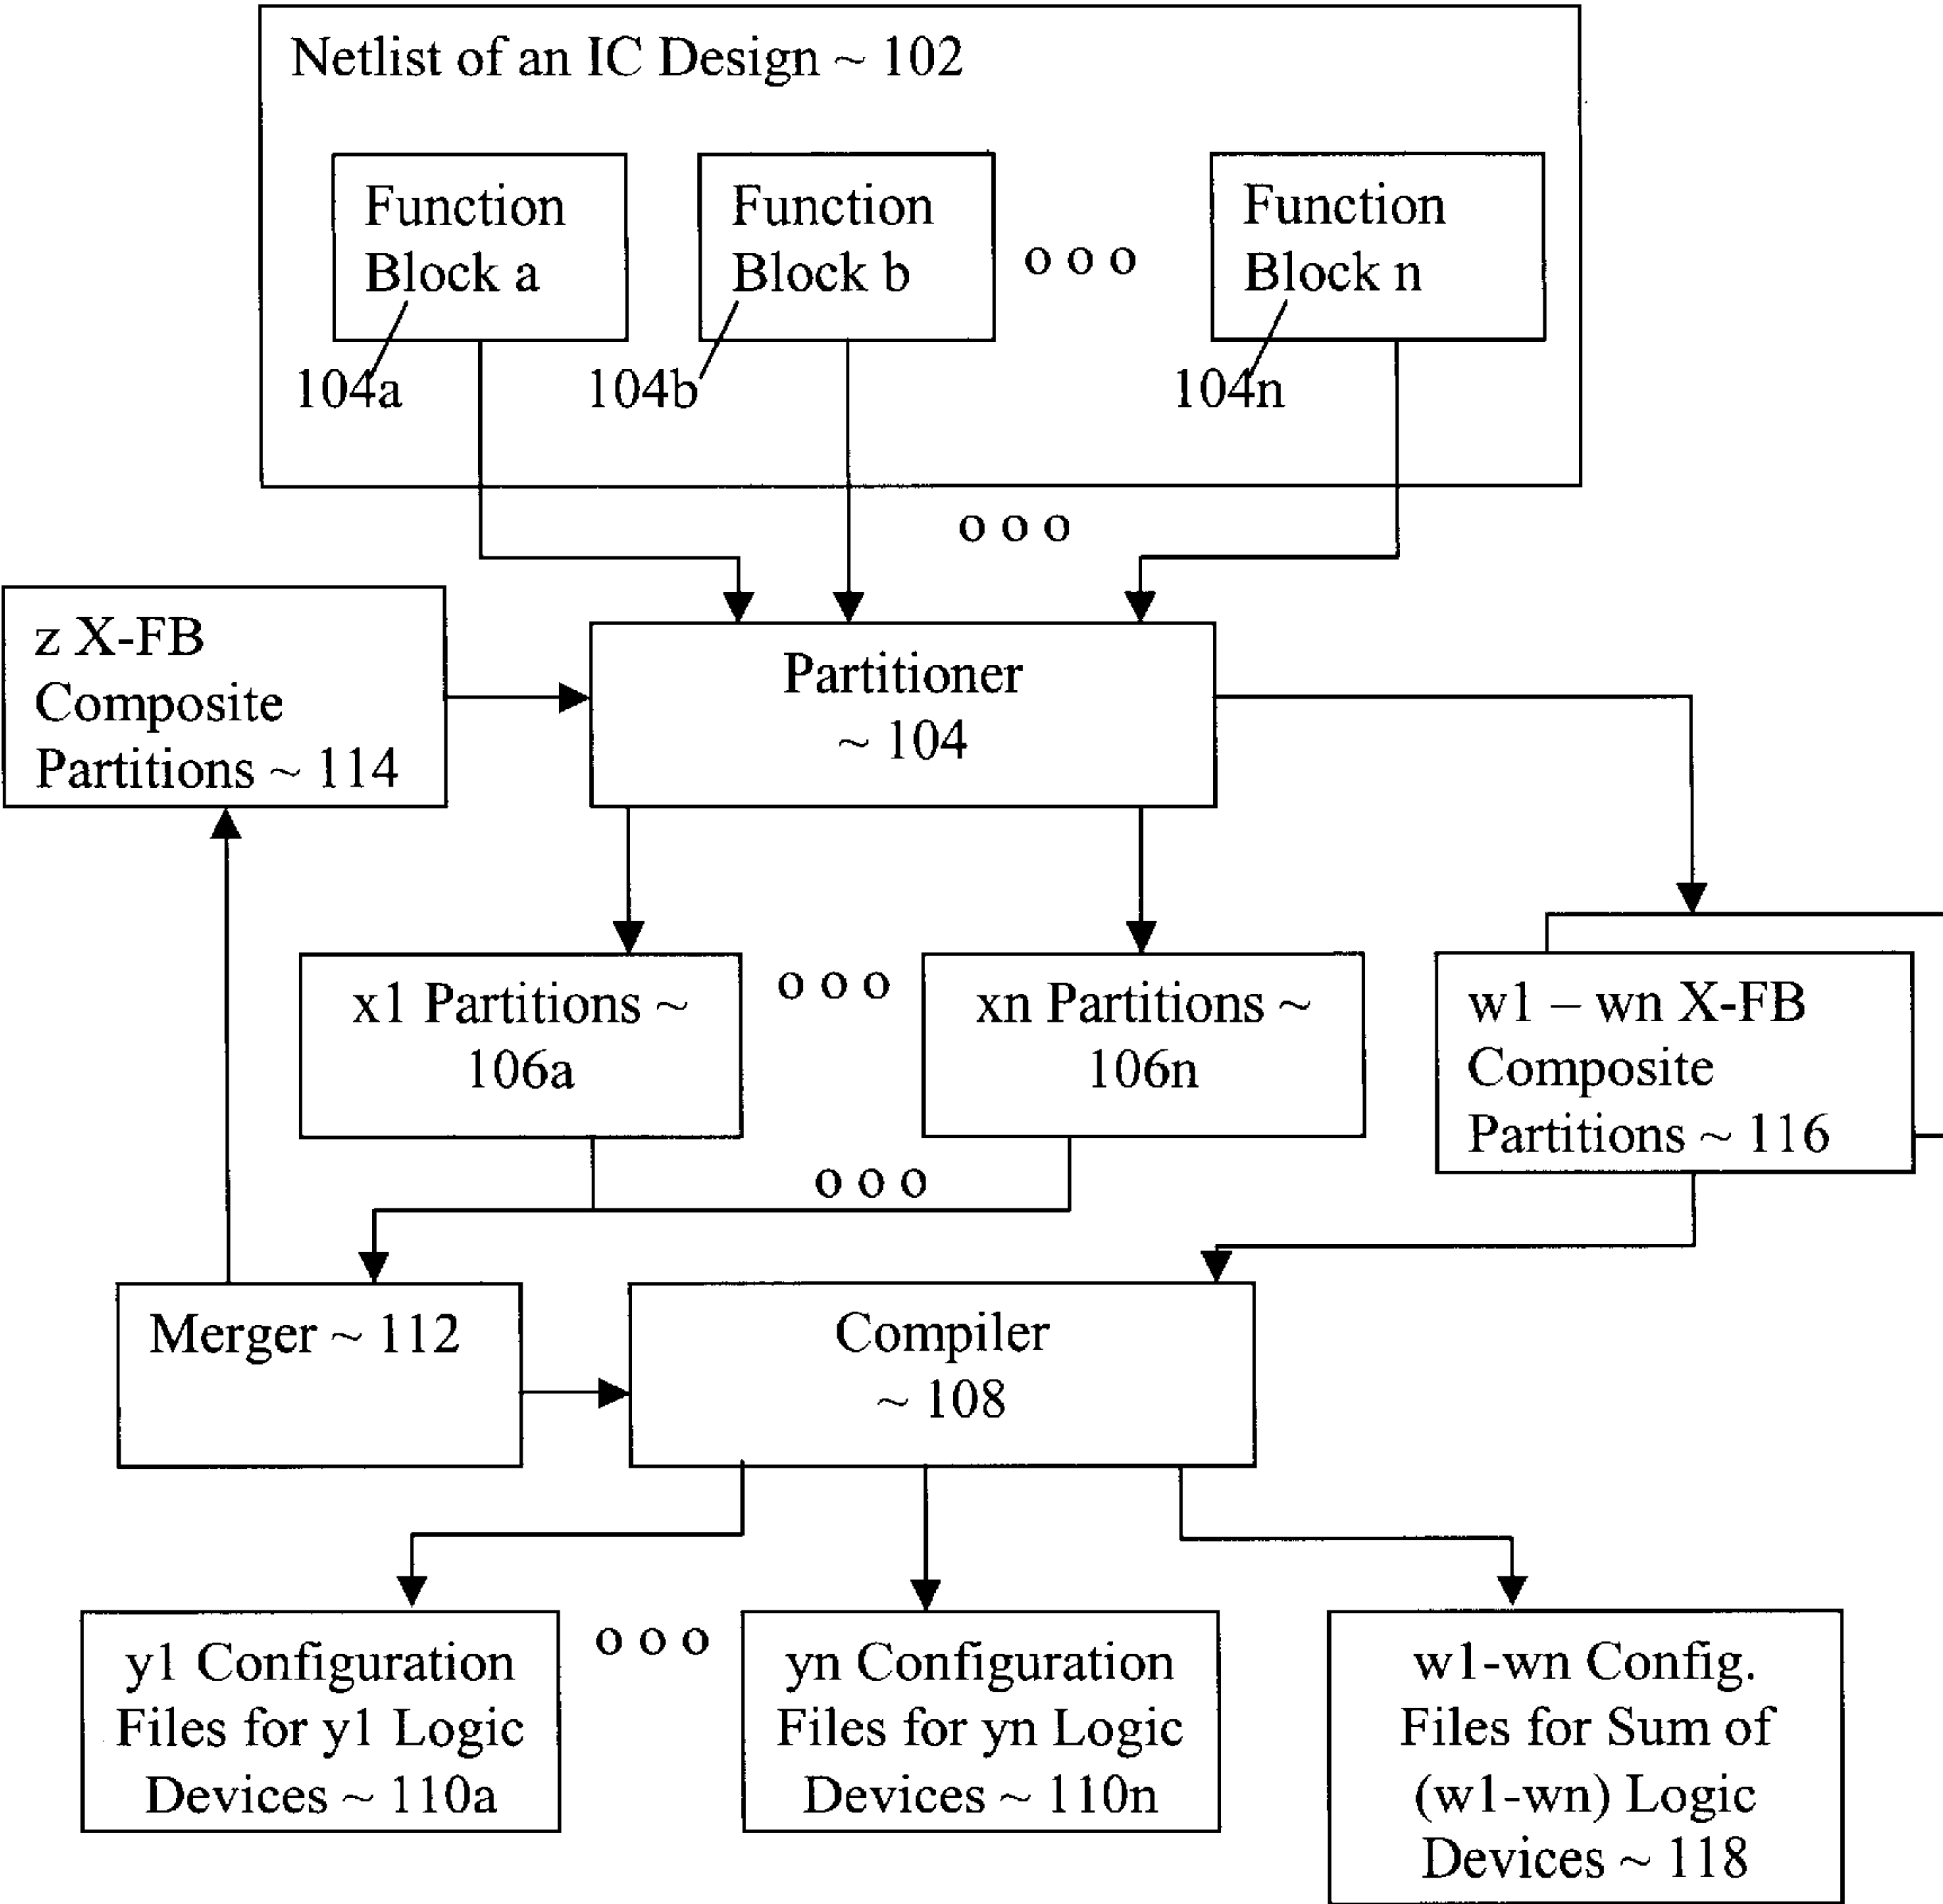 Netlist of an IC Design ~ 102
Function
Block a
Function
Block b
o o o
Function
Block n
104a
104b
104n
o o o
z X-FB
Composite
Partitions ~ 114
Partitioner
~ 104
x1 Partitions ~
106a
o o o
xn Partitions ~
106n
w1 – wn X-FB
Composite
Partitions ~ 116
o o o
Merger ~ 112
Compiler
~ 108
y1 Configuration
Files for y1 Logic
Devices ~ 110a
o o o
yn Configuration
Files for yn Logic
Devices ~ 110n
w1-wn Config.
Files for Sum of
(w1-wn) Logic
Devices ~ 118